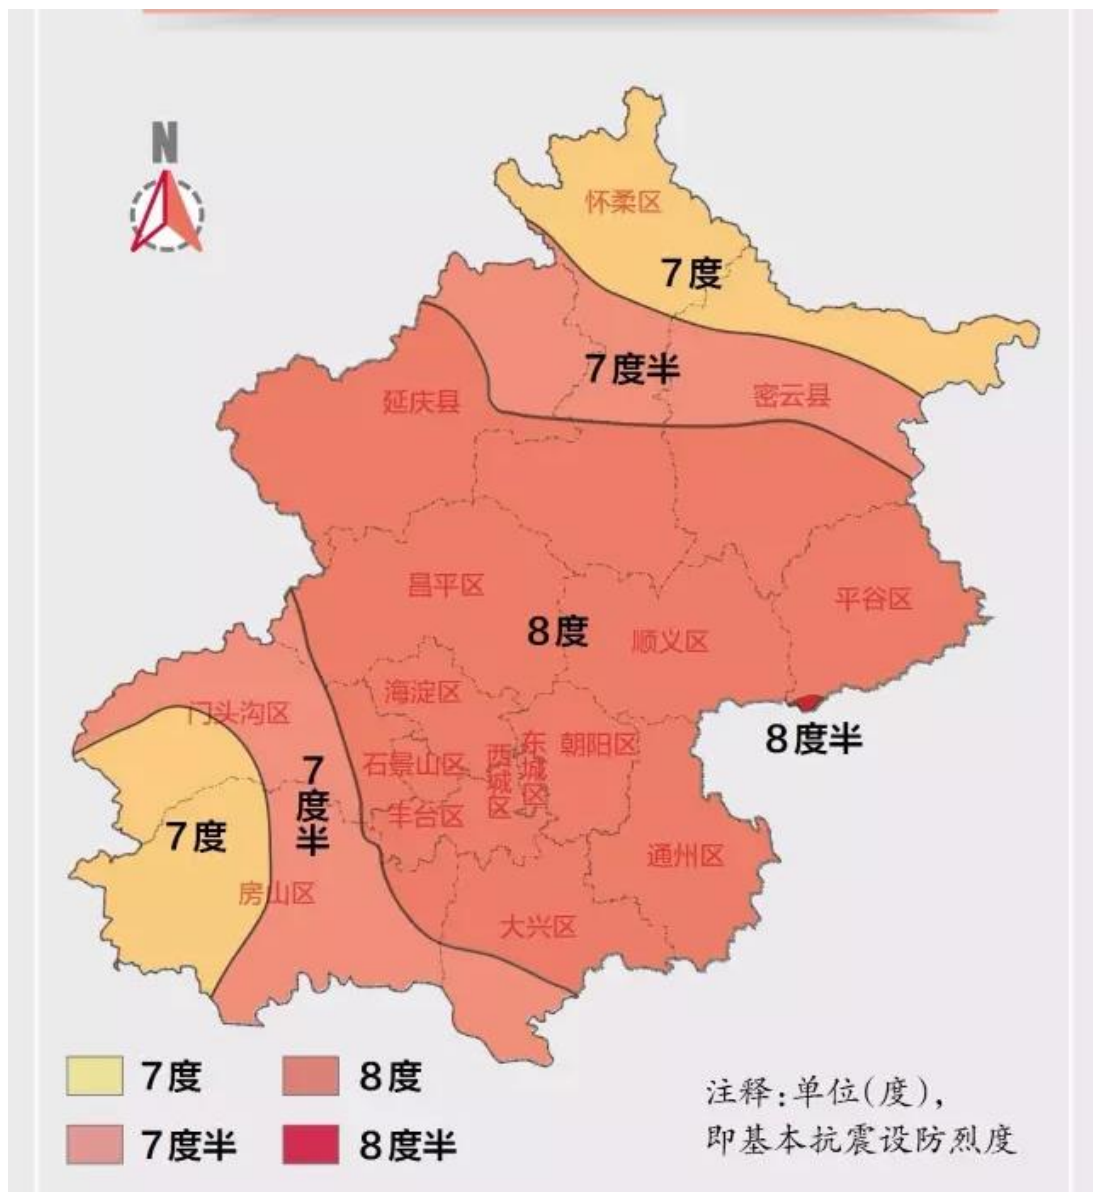 N
怀柔区
7度
7度半
延庆县
密云县
昌平区
平谷区
8度
顺义区
海淀区
门头沟区
8度半
东城区
朝阳区
西城区
石景山区
7度半
丰台区
7度
通州区
房山区
大兴区
7度
8度
7度半
8度半
注释:单位(度),
即基本抗震设防烈度